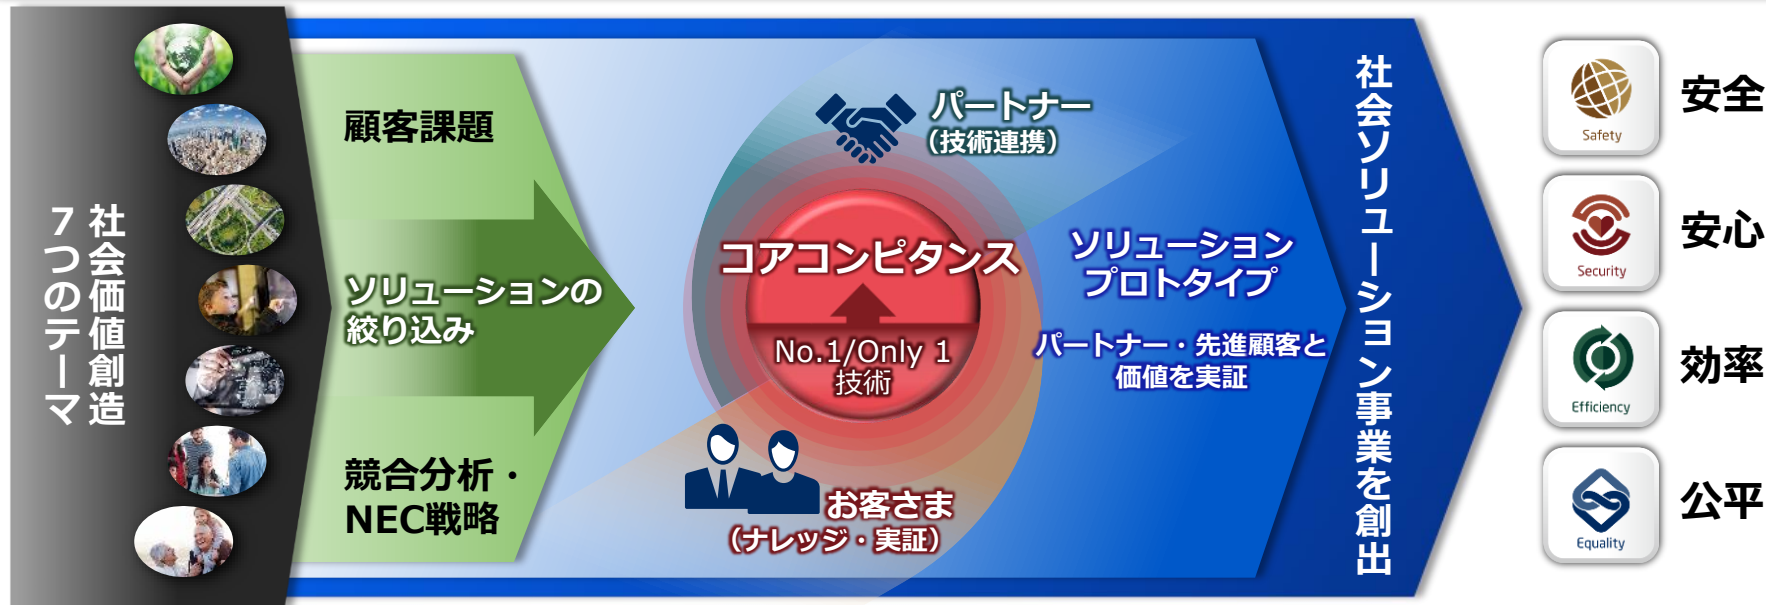 社会価値創造
７つのテーマ
顧客課題
ソリューションの
絞り込み
競合分析・
NEC戦略
パートナー
（技術連携）
コアコンピタンス
No.1/Only 1
技術
お客さま
（ナレッジ・実証）
ソリューション
プロトタイプ
パートナー・先進顧客と
価値を実証
社会ソリューション事業を創出
Safety
安全
Security
安心
Efficiency
効率
Equality
公平